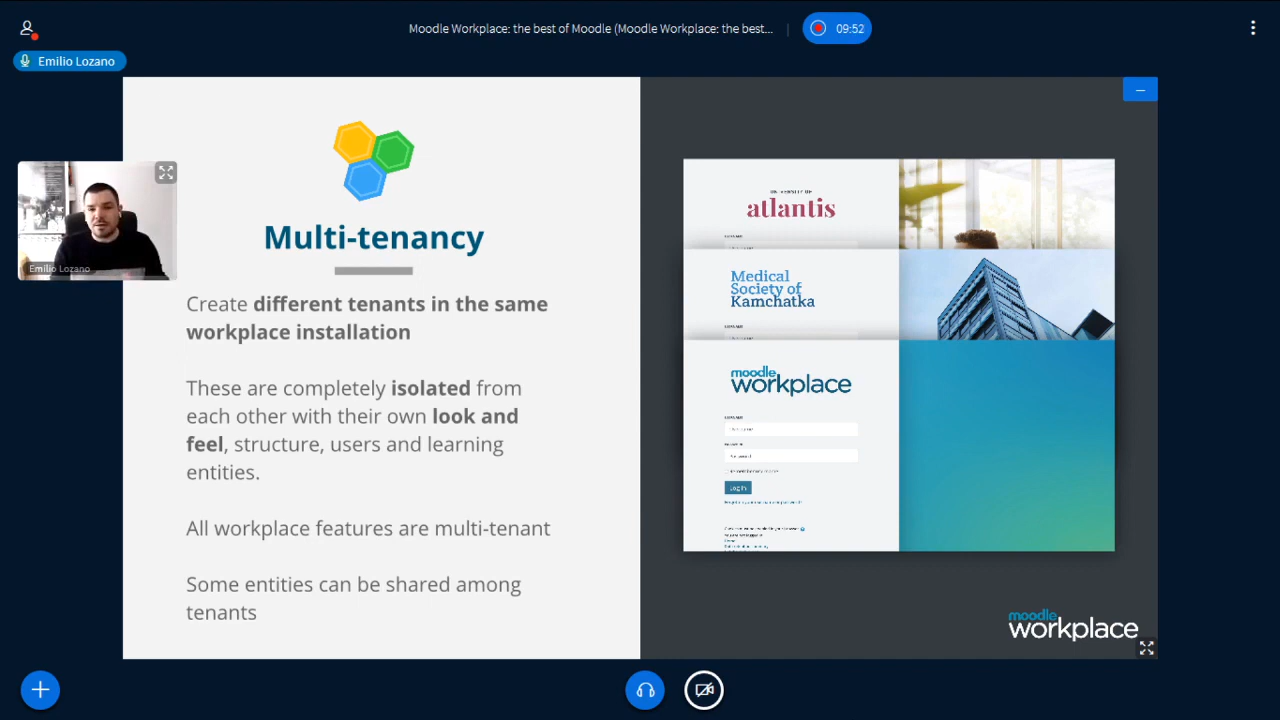 Moodle Workplace: the best of Moodle (Moodle Workplace: the best...
09:52
Emilio Lozano
Emilio Lozano
Multi-tenancy
Create different tenants in the same
workplace installation
These are completely isolated from
each other with their own look and
feel, structure, users and learning
entities.
All workplace features are multi-tenant
Some entities can be shared among
tenants
UNIVERSITY OF
atlantis
Medical
Society of
Kamchatka
moodle
workplace
Log in
moodle
workplace